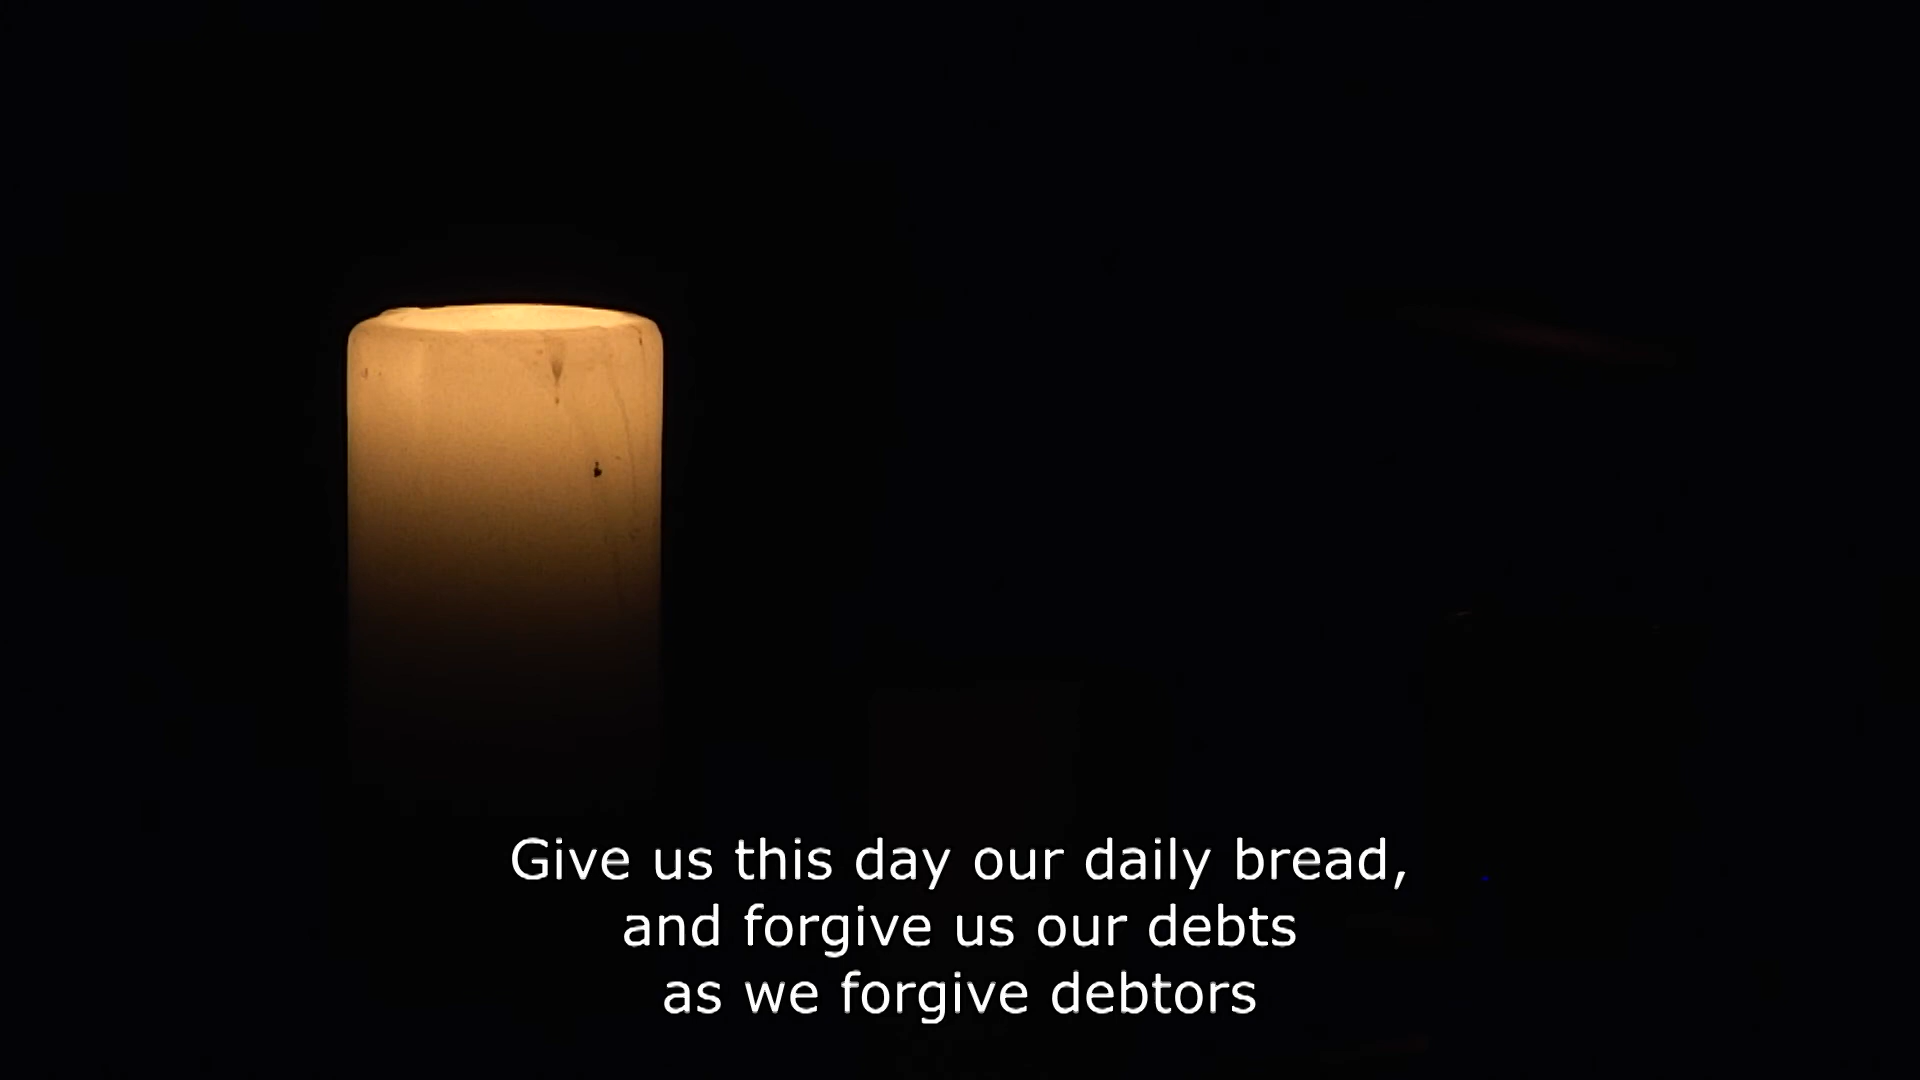 Give us this day our daily bread,
and forgive us our debts
as we forgive debtors